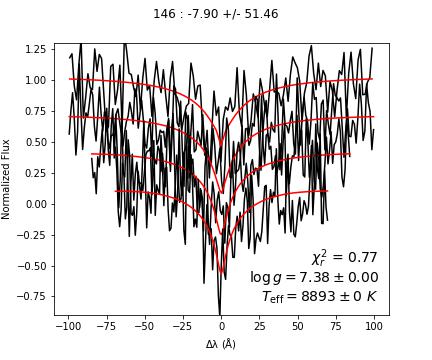 146 : -7.90 +/- 51.46
1.25
1.00
0.75
0.50
0.25
0.00
−0.25
−0.50
−0.75
Normalized Flux
χ²ᵣ = 0.77
log g = 7.38 ± 0.00
T_eff = 8893 ± 0 K
−100 −75 −50 −25 0 25 50 75 100
Δλ (Å)